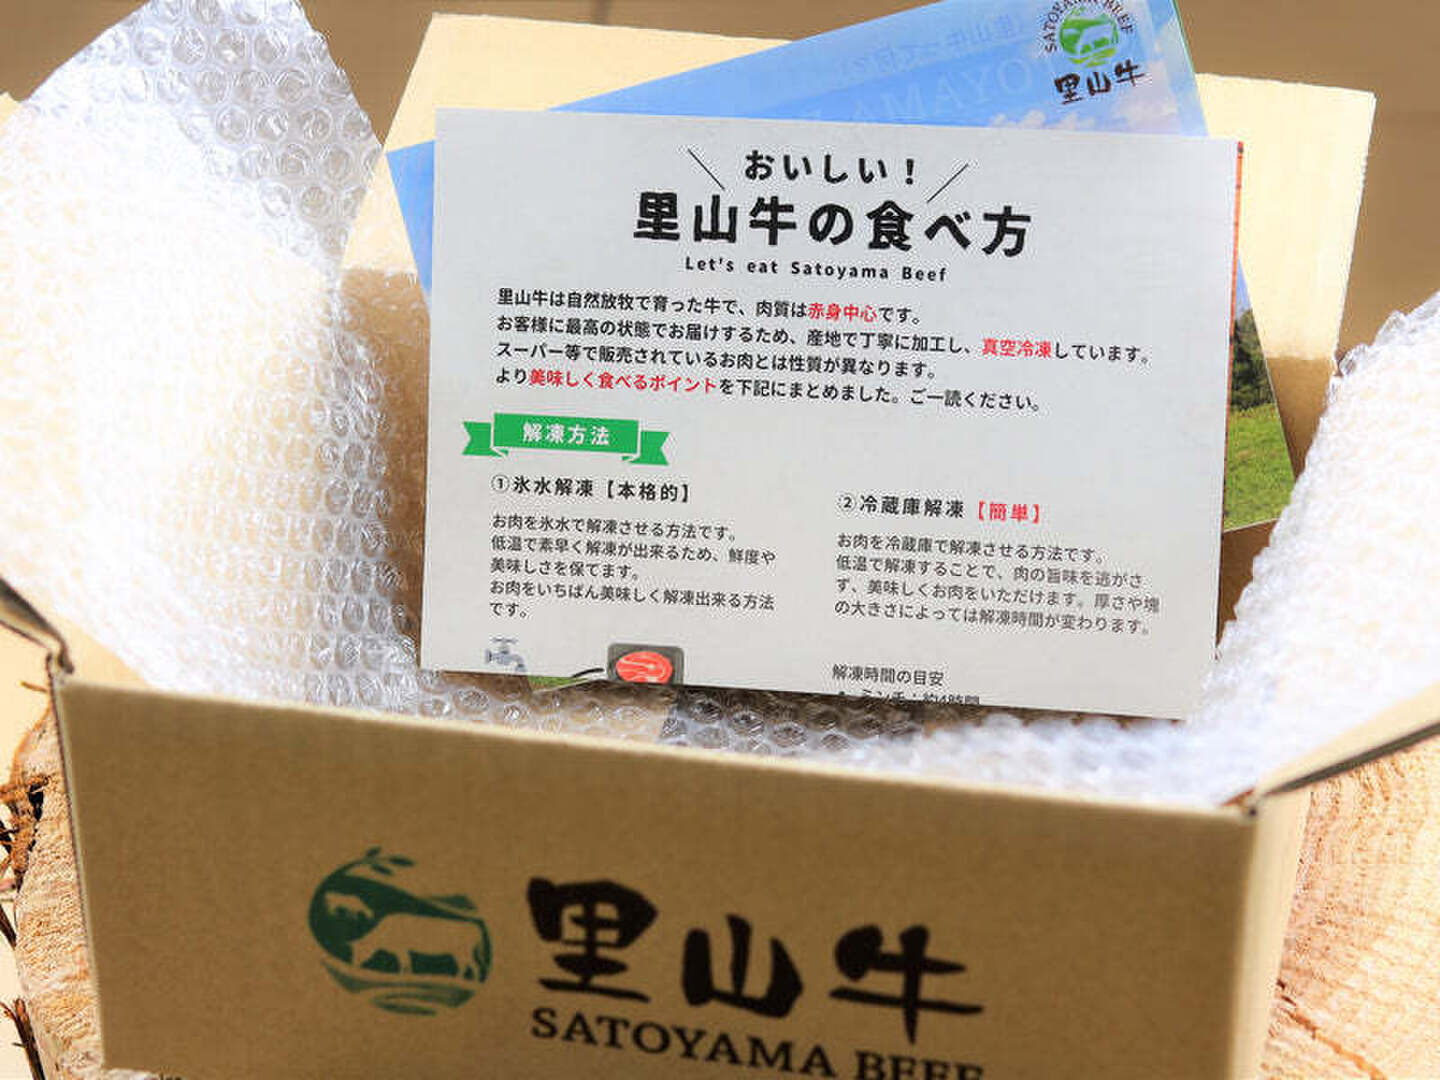 SATOYAMA BEEF
里山牛
＼ おいしい！ ／
里山牛の食べ方
Let's eat Satoyama Beef
里山牛は自然放牧で育った牛で、肉質は赤身中心です。
お客様に最高の状態でお届けするため、産地で丁寧に加工し、真空冷凍しています。
スーパー等で販売されているお肉とは性質が異なります。
より美味しく食べるポイントを下記にまとめました。ご一読ください。
解凍方法
①氷水解凍【本格的】
お肉を氷水で解凍させる方法です。
低温で素早く解凍が出来るため、鮮度や
美味しさを保てます。
お肉をいちばん美味しく解凍出来る方法
です。
②冷蔵庫解凍【簡単】
お肉を冷蔵庫で解凍させる方法です。
低温で解凍することで、肉の旨味を逃がさ
ず、美味しくお肉をいただけます。厚さや塊
の大きさによっては解凍時間が変わります。
解凍時間の目安
ミンチ：約4時間
里山牛
SATOYAMA BEEF